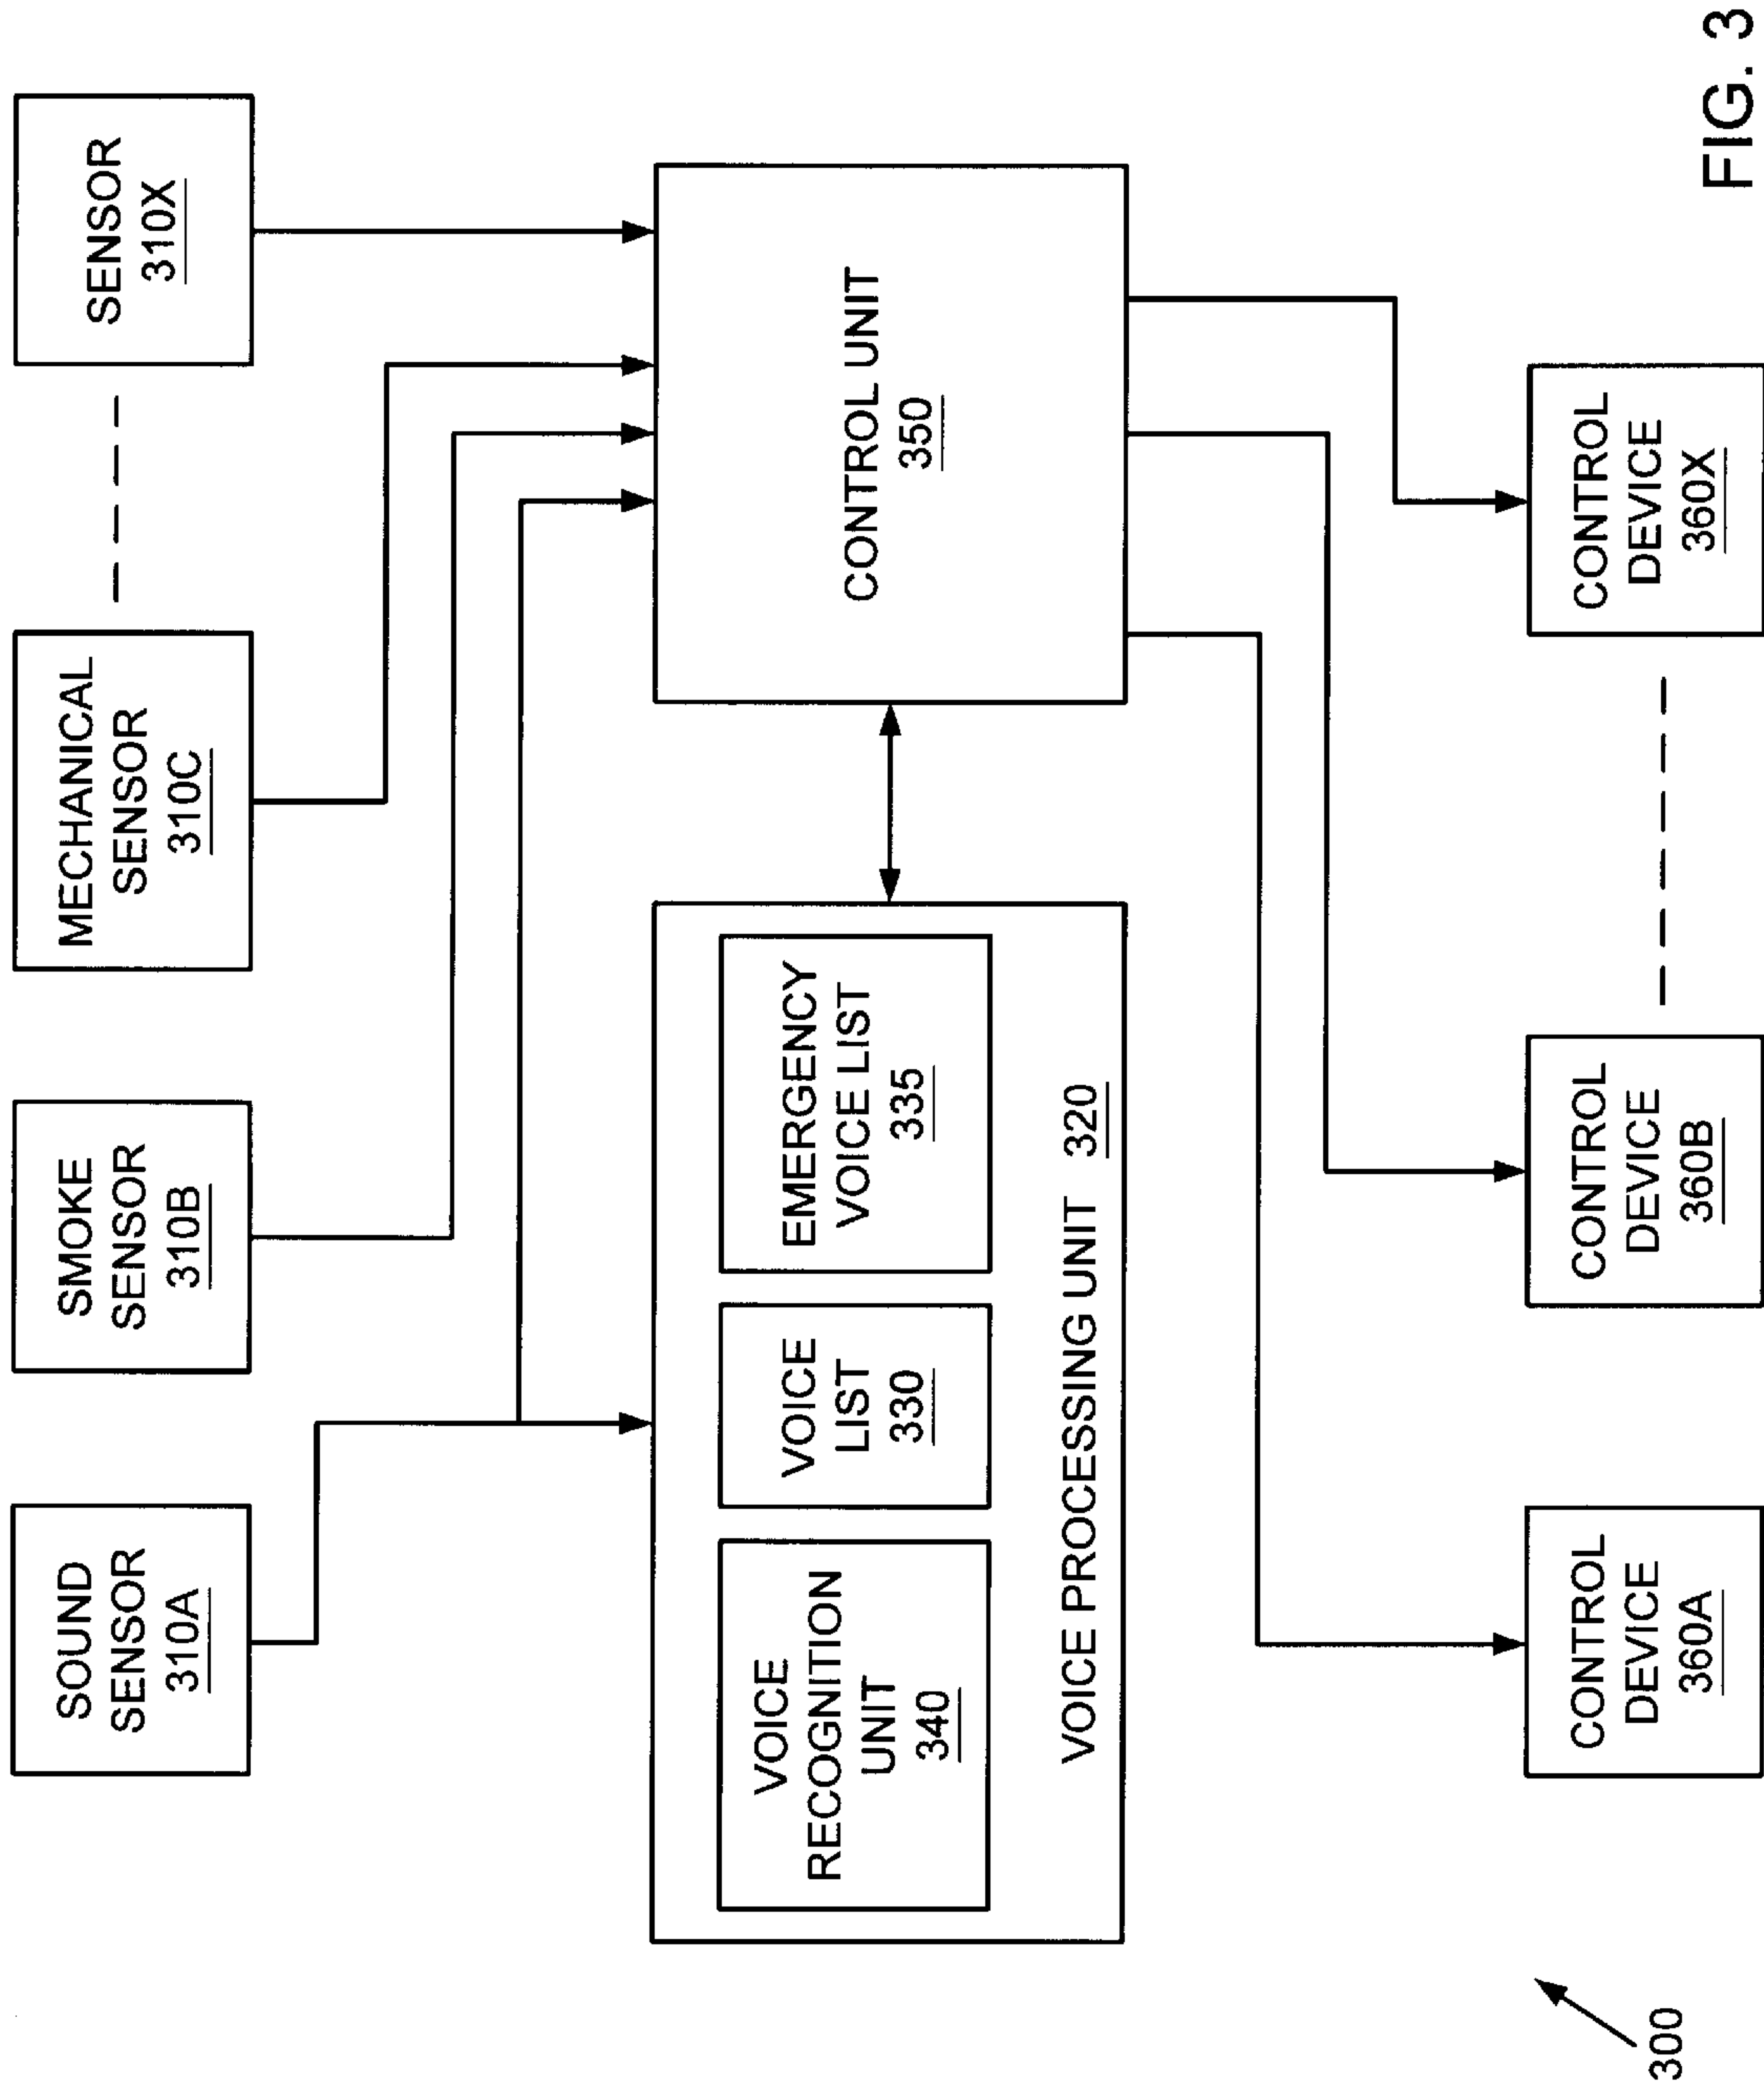 SOUND
SENSOR
310A
SMOKE
SENSOR
310B
MECHANICAL
SENSOR
310C
SENSOR
310X
VOICE
RECOGNITION
UNIT
340
VOICE
LIST
330
EMERGENCY
VOICE LIST
335
VOICE PROCESSING UNIT 320
CONTROL UNIT
350
CONTROL
DEVICE
360A
CONTROL
DEVICE
360B
CONTROL
DEVICE
360X
300
FIG. 3